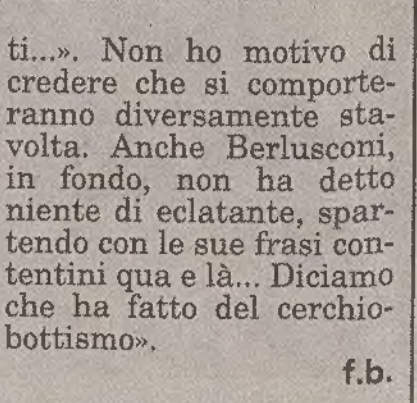 ti...». Non ho motivo di
credere che si comporte-
ranno diversamente sta-
volta. Anche Berlusconi,
in fondo, non ha detto
niente di eclatante, spar-
tendo con le sue frasi con-
tentini qua e là... Diciamo
che ha fatto del cerchio-
bottismo».
f.b.